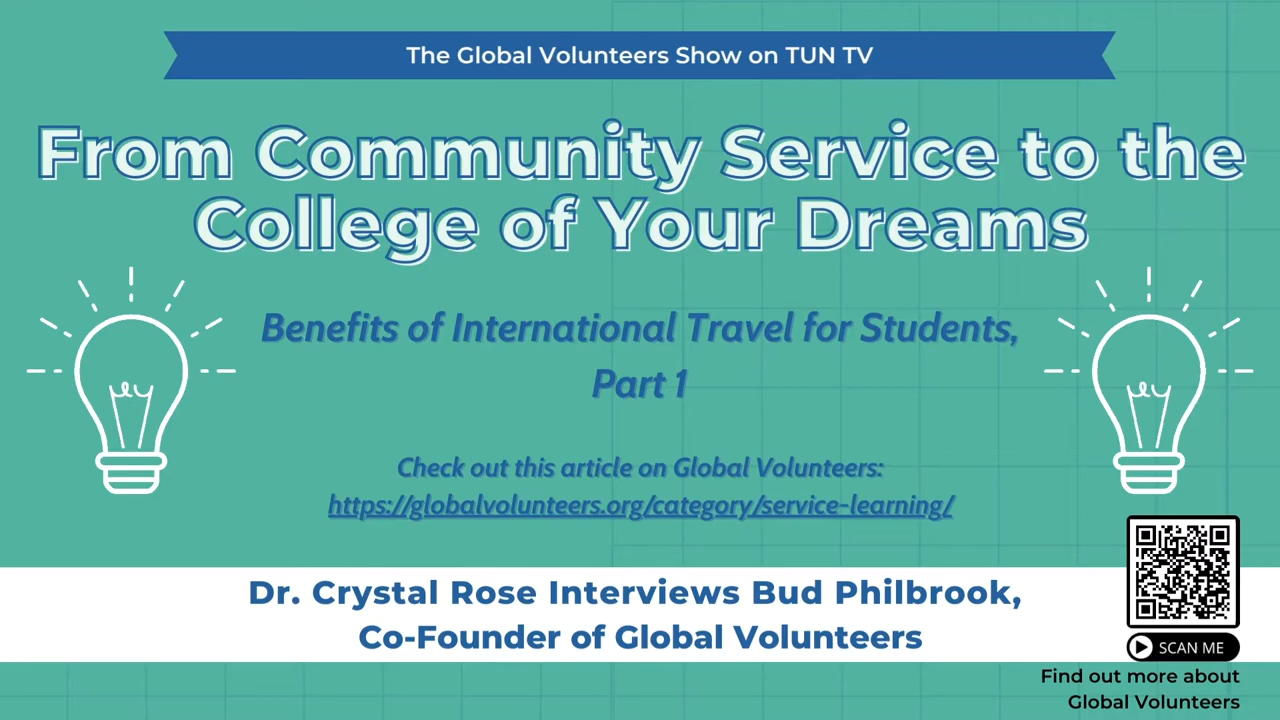 The Global Volunteers Show on TUN TV
From Community Service to the
College of Your Dreams
Benefits of International Travel for Students,
Part 1
Check out this article on Global Volunteers:
https://globalvolunteers.org/category/service-learning/
Dr. Crystal Rose Interviews Bud Philbrook,
Co-Founder of Global Volunteers
SCAN ME
Find out more about
Global Volunteers